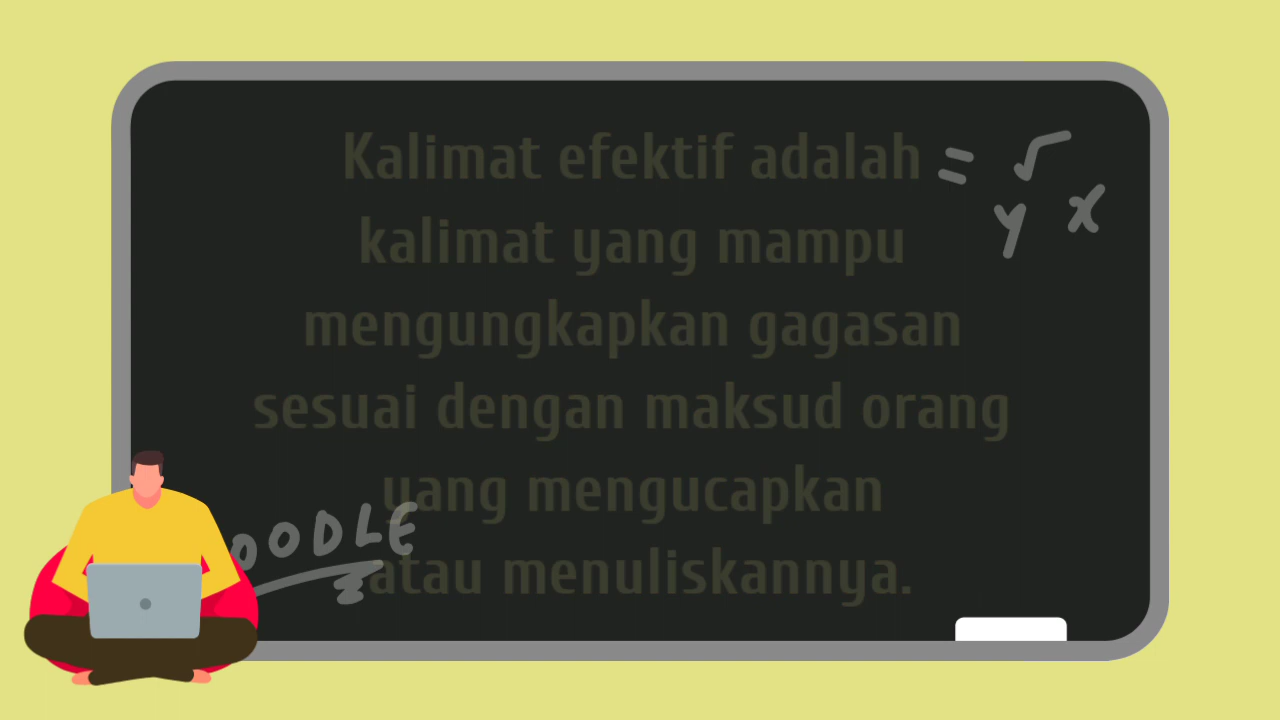 Kalimat efektif adalah
= √
y x
kalimat yang mampu
mengungkapkan gagasan
sesuai dengan maksud orang
yang mengucapkan
OODLE
atau menuliskannya.